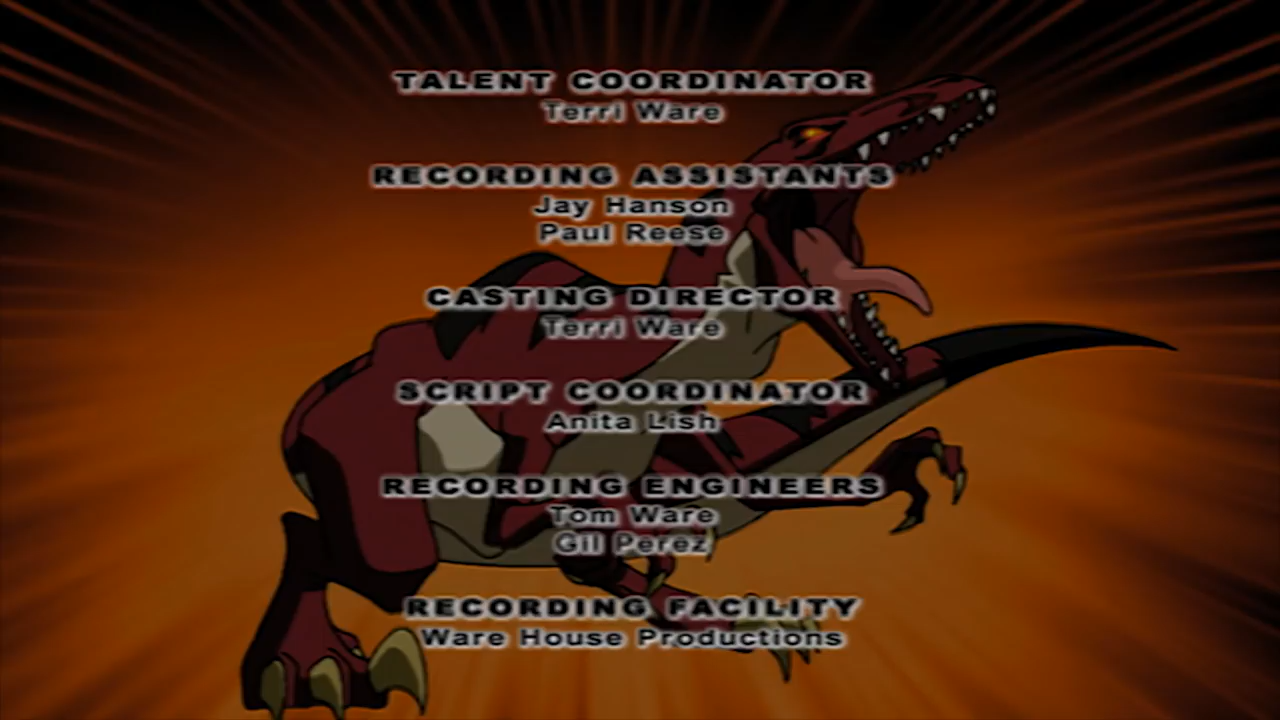 TALENT COORDINATOR
Terri Ware
RECORDING ASSISTANTS
Jay Hanson
Paul Reese
CASTING DIRECTOR
Terri Ware
SCRIPT COORDINATOR
Anita Lish
RECORDING ENGINEERS
Tom Ware
Gil Perez
RECORDING FACILITY
Ware House Productions